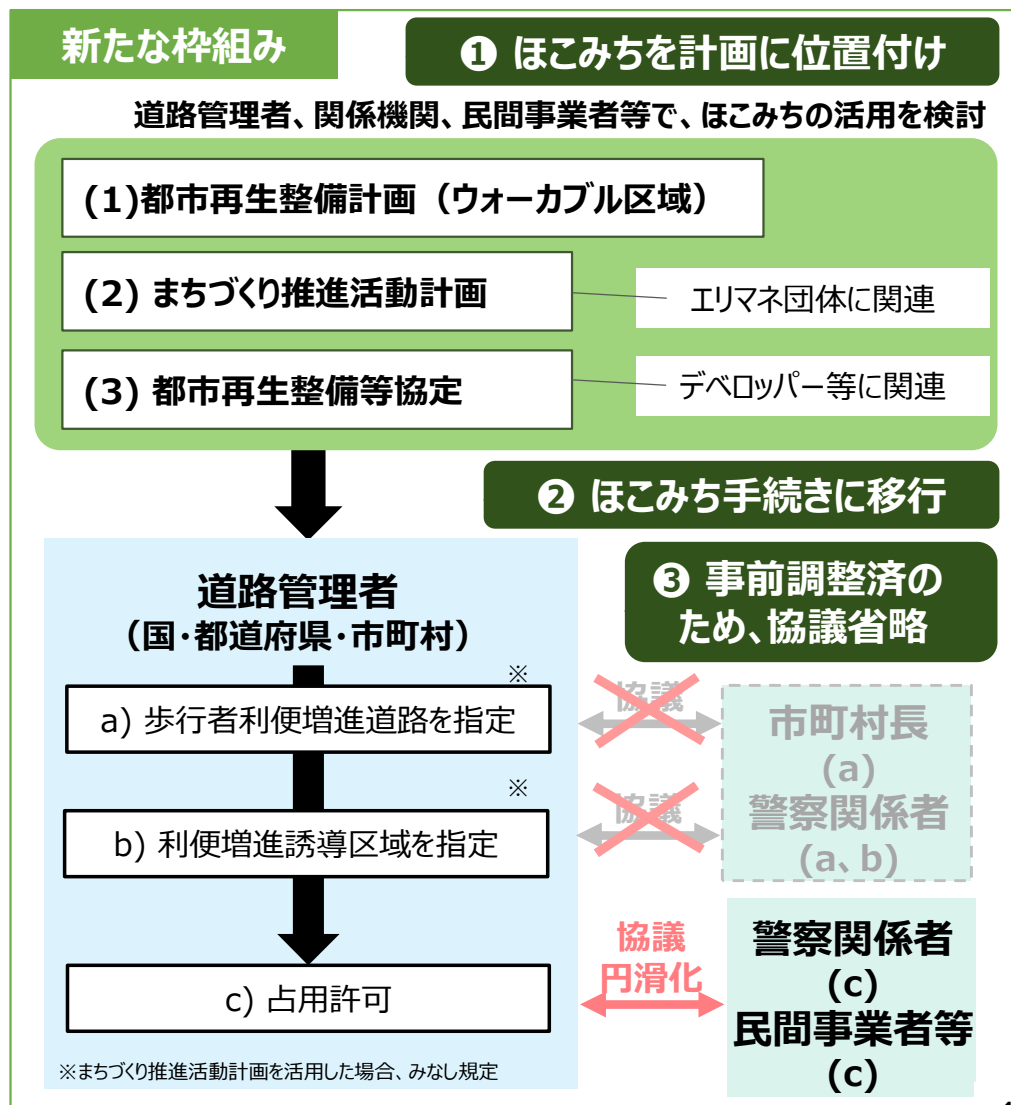 新たな枠組み
❶ ほこみちを計画に位置付け
道路管理者、関係機関、民間事業者等で、ほこみちの活用を検討
(1)都市再生整備計画（ウォーカブル区域）
(2) まちづくり推進活動計画
エリマネ団体に関連
(3) 都市再生整備等協定
デベロッパー等に関連
❷ ほこみち手続きに移行
❸ 事前調整済の
ため、協議省略
道路管理者
（国・都道府県・市町村）
※
a) 歩行者利便増進道路を指定
協議
市町村長
(a)
※
b) 利便増進誘導区域を指定
協議
警察関係者
(a、b)
c) 占用許可
協議
円滑化
警察関係者
(c)
民間事業者等
(c)
※まちづくり推進活動計画を活用した場合、みなし規定